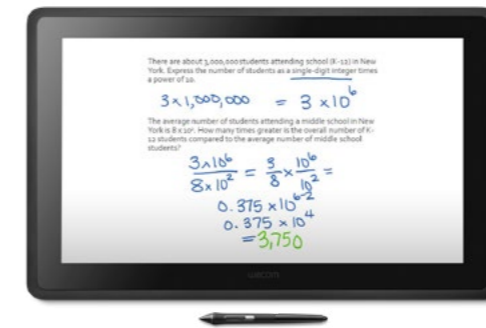 There are about 3,000,000 students attending school (K-12) in New
York. Express the number of students as a single-digit integer times
a power of 10.
3 x 1,000,000 = 3 x 10⁶
The average number of students attending a middle school in New
York is 8 x 10². How many times greater is the overall number of K-
12 students compared to the average number of middle school
students?
3 x 10⁶ / 8 x 10² = 3/8 x 10⁶/10² =
0.375 x 10⁶⁻²
0.375 x 10⁴
= 3,750
wacom